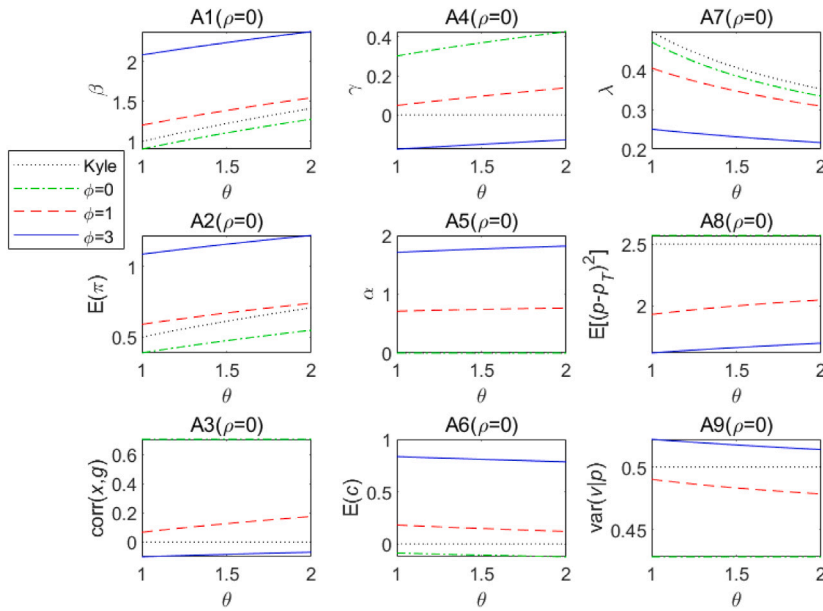 A1(ρ=0)
β
2
1.5
1
1
1.5
2
θ
A4(ρ=0)
γ
0.4
0.2
0
1
1.5
2
θ
A7(ρ=0)
λ
0.4
0.3
0.2
1
1.5
2
θ
Kyle
ϕ=0
ϕ=1
ϕ=3
A2(ρ=0)
E(π)
1
0.5
1
1.5
2
θ
A5(ρ=0)
α
2
1
0
1
1.5
2
θ
A8(ρ=0)
E[(p-p_T)^2]
2.5
2
1
1.5
2
θ
A3(ρ=0)
corr(x,g)
0.6
0.4
0.2
0
1
1.5
2
θ
A6(ρ=0)
E(c)
1
0.5
0
1
1.5
2
θ
A9(ρ=0)
var(v|p)
0.5
0.45
1
1.5
2
θ